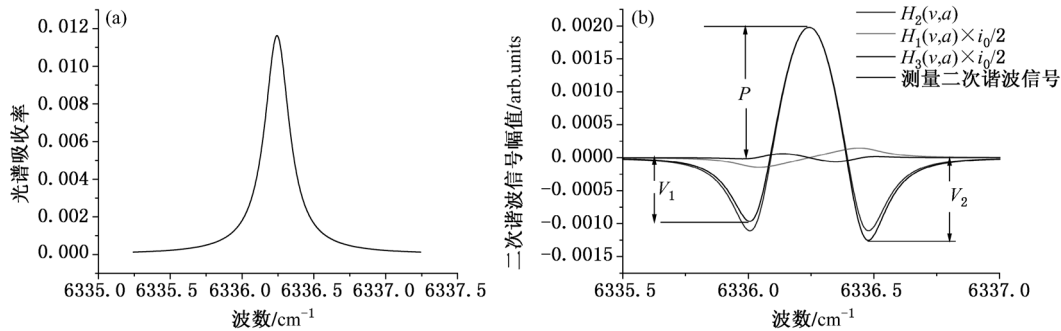 (a)
0.012
0.010
0.008
0.006
0.004
0.002
0.000
光谱吸收率
6335.0 6335.5 6336.0 6336.5 6337.0 6337.5
波数/cm⁻¹
(b)
H₂(v,a)
H₁(v,a)×i₀/2
H₃(v,a)×i₀/2
测量二次谐波信号
0.0020
0.0015
0.0010
0.0005
0.0000
-0.0005
-0.0010
-0.0015
二次谐波信号幅值/arb.units
P
V₁
V₂
6335.5 6336.0 6336.5 6337.0
波数/cm⁻¹